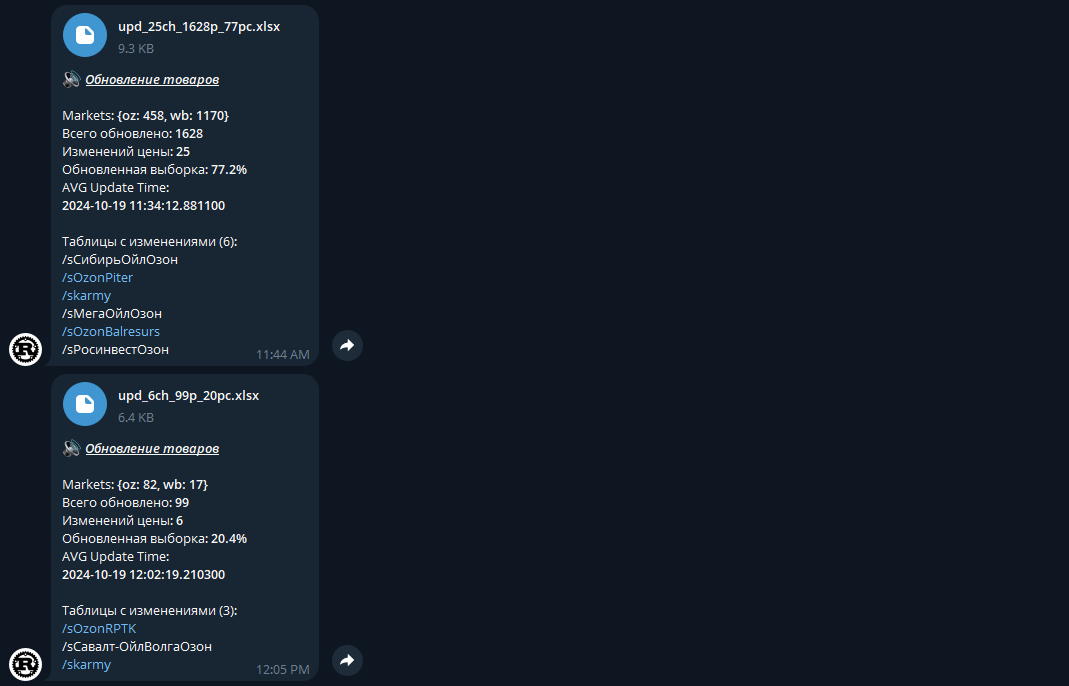 upd_25ch_1628p_77pc.xlsx
9.3 KB
Обновление товаров
Markets: {oz: 458, wb: 1170}
Всего обновлено: 1628
Изменений цены: 25
Обновленная выборка: 77.2%
AVG Update Time:
2024-10-19 11:34:12.881100
Таблицы с изменениями (6):
/sСибирьОйлОзон
/sOzonPiter
/skarmy
/sМегаОйлОзон
/sOzonBalresurs
/sРосинвестОзон
11:44 AM
R
upd_6ch_99p_20pc.xlsx
6.4 KB
Обновление товаров
Markets: {oz: 82, wb: 17}
Всего обновлено: 99
Изменений цены: 6
Обновленная выборка: 20.4%
AVG Update Time:
2024-10-19 12:02:19.210300
Таблицы с изменениями (3):
/sOzonRPTK
/sСавалт-ОйлВолгаОзон
/skarmy
12:05 PM
R